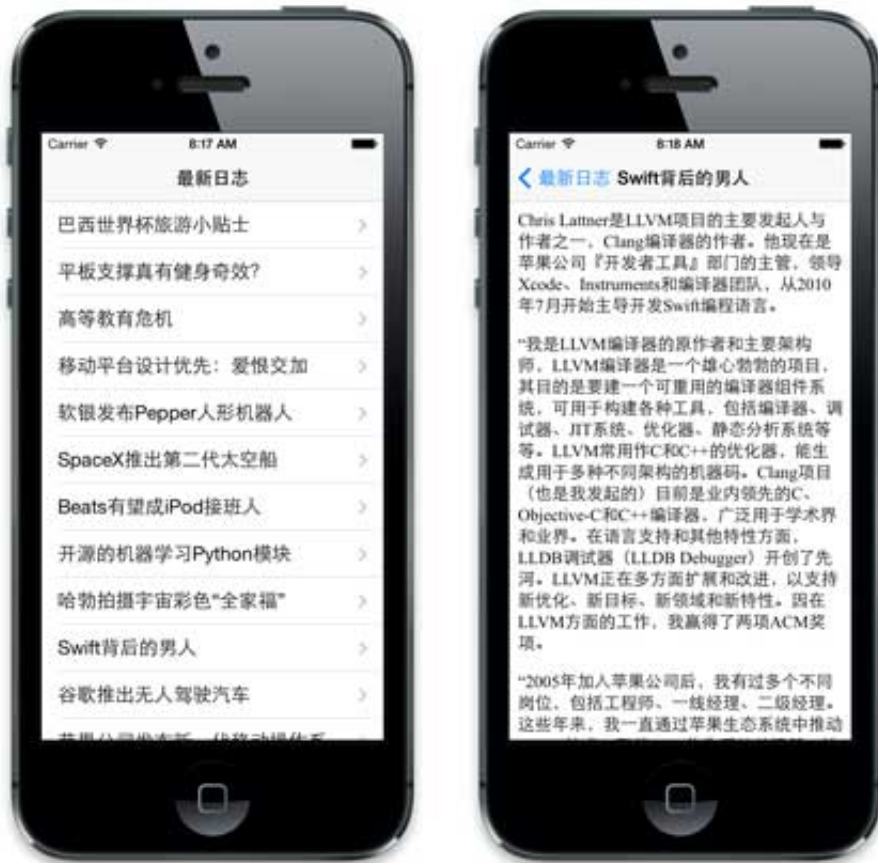 Carrier 8:17 AM
最新日志
巴西世界杯旅游小贴士
平板支撑真有健身奇效?
高等教育危机
移动平台设计优先：爱恨交加
软银发布Pepper人形机器人
SpaceX推出第二代太空船
Beats有望成iPod接班人
开源的机器学习Python模块
哈勃拍摄宇宙彩色“全家福”
Swift背后的男人
谷歌推出无人驾驶汽车
Carrier 8:18 AM
最新日志 Swift背后的男人
Chris Lattner是LLVM项目的主要发起人与
作者之一，Clang编译器的作者。他现在是
苹果公司『开发者工具』部门的主管，领导
Xcode、Instruments和编译器团队，从2010
年7月开始主导开发Swift编程语言。
“我是LLVM编译器的原作者和主要架构
师，LLVM编译器是一个雄心勃勃的项目，
其目的是要建一个可重用的编译器组件系
统，可用于构建各种工具，包括编译器、调
试器、JIT系统、优化器、静态分析系统等
等。LLVM常用作C和C++的优化器，能生
成用于多种不同架构的机器码。Clang项目
（也是我发起的）目前是业内领先的C、
Objective-C和C++编译器，广泛用于学术界
和业界。在语言支持和其他特性方面，
LLDB调试器（LLDB Debugger）开创了先
河。LLVM正在多方面扩展和改进，以支持
新优化、新目标、新领域和新特性。因在
LLVM方面的工作，我赢得了两项ACM奖
项。
“2005年加入苹果公司后，我有过多个不同
岗位，包括工程师、一线经理、二级经理。
这些年来，我一直通过苹果生态系统中推动